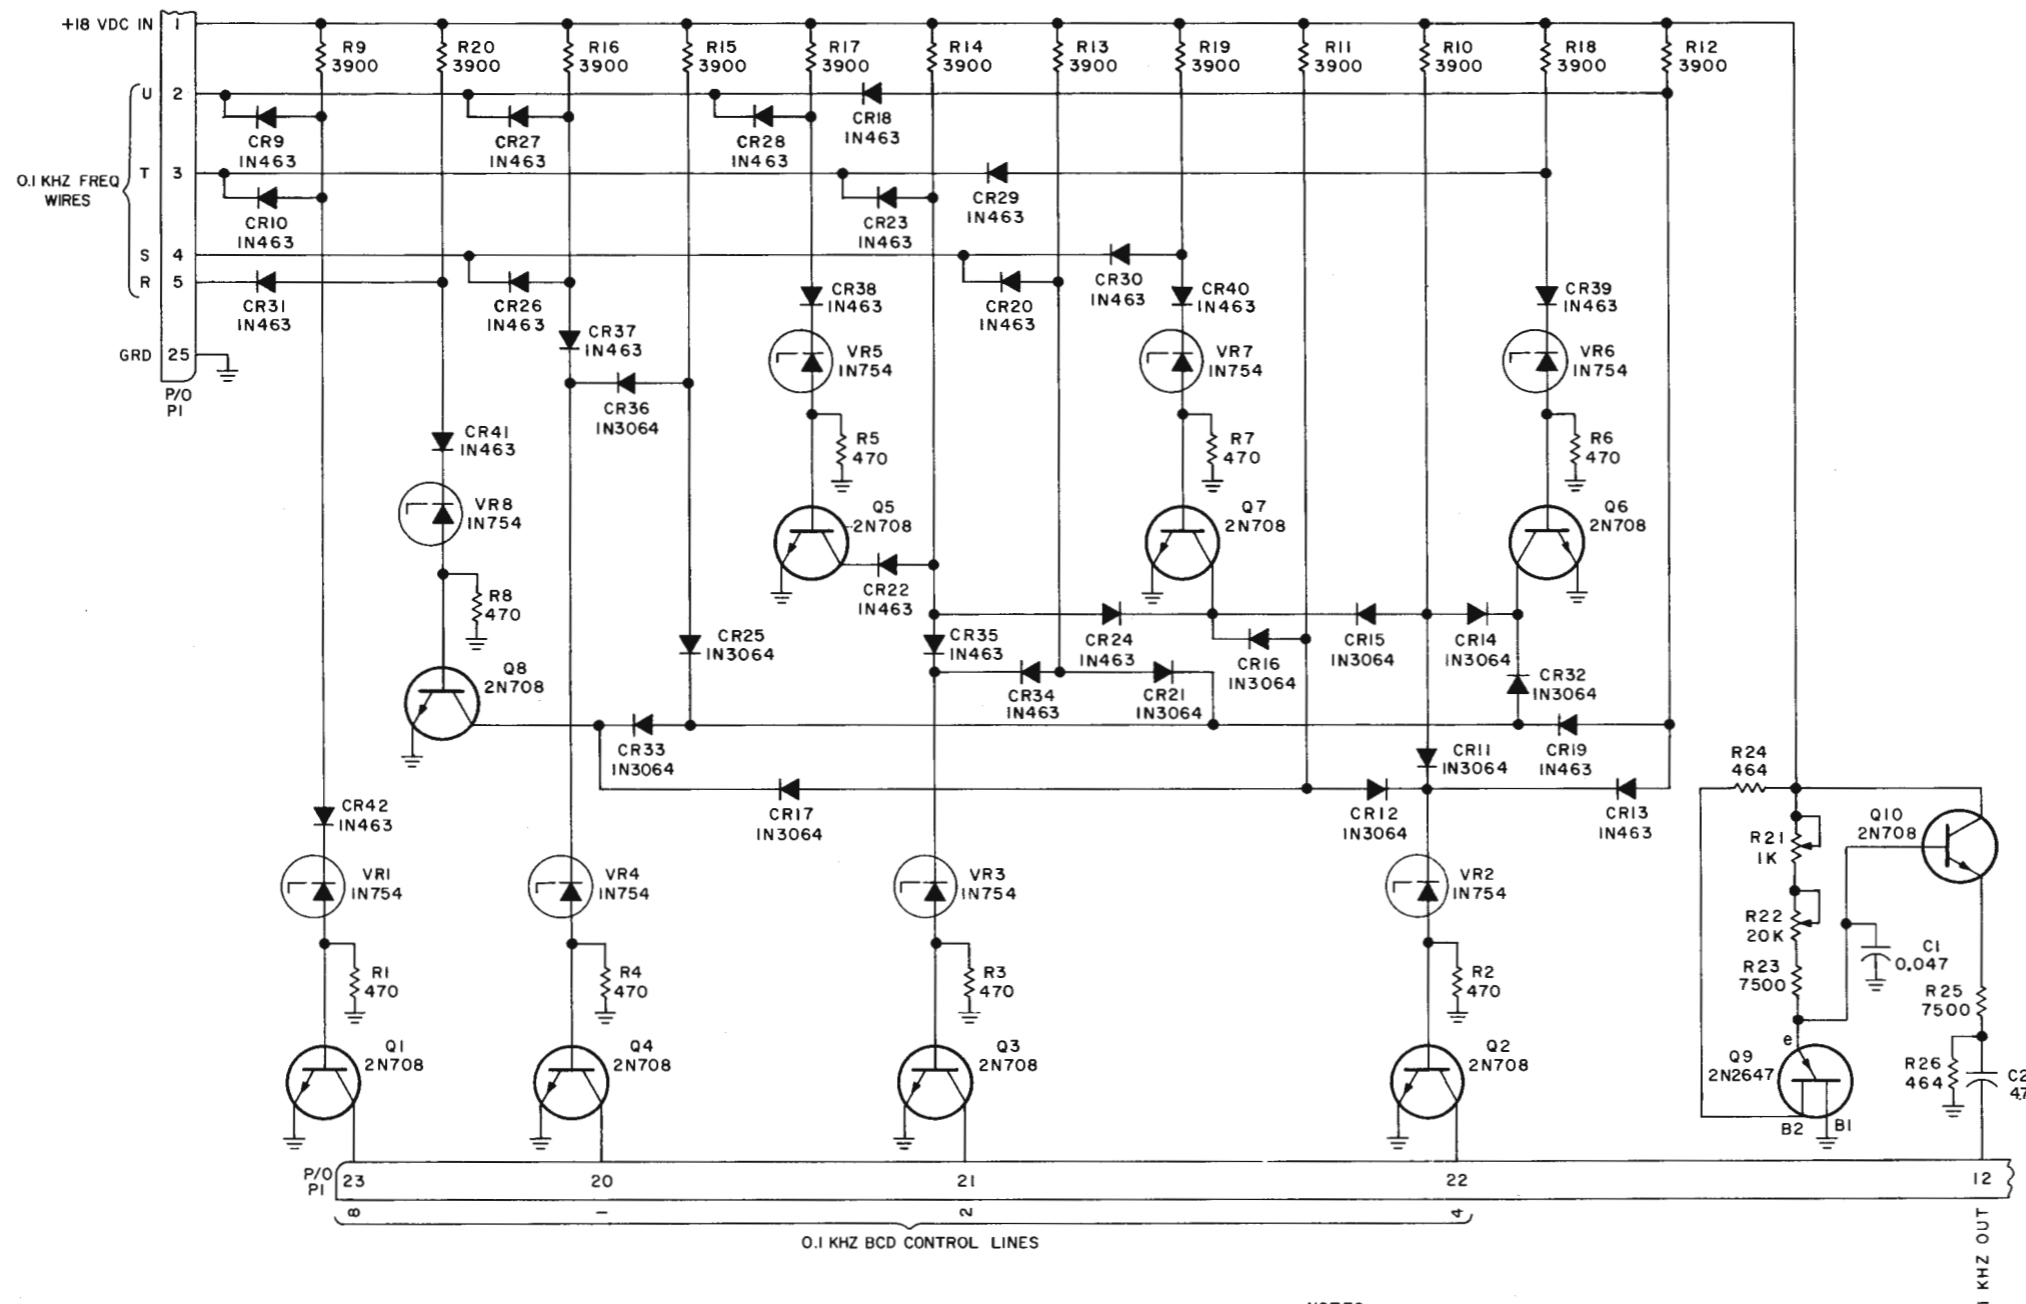 +18 VDC IN 1
R9
3900
R20
3900
R16
3900
R15
3900
R17
3900
R14
3900
R13
3900
R19
3900
R11
3900
R10
3900
R18
3900
R12
3900
U 2
CR9
IN463
CR27
IN463
CR28
IN463
CR18
IN463
0.1 KHZ FREQ
WIRES
T 3
CR10
IN463
CR23
IN463
CR29
IN463
S 4
R 5
CR31
IN463
CR26
IN463
CR20
IN463
CR30
IN463
CR38
IN463
CR40
IN463
CR39
IN463
GRD 25
P/O
P1
CR37
IN463
CR36
IN3064
VR5
IN754
VR7
IN754
VR6
IN754
CR41
IN463
R5
470
R7
470
R6
470
VR8
IN754
Q5
2N708
Q7
2N708
Q6
2N708
CR22
IN463
R8
470
CR25
IN3064
CR35
IN463
CR24
IN463
CR16
IN3064
CR15
IN3064
CR14
IN3064
Q8
2N708
CR34
IN463
CR21
IN3064
CR32
IN3064
CR33
IN3064
CR11
IN3064
CR19
IN463
CR17
IN3064
CR12
IN3064
CR13
IN463
R24
464
CR42
IN463
Q10
2N708
R21
1K
VR1
IN754
VR4
IN754
VR3
IN754
VR2
IN754
R22
20K
C1
0.047
R1
470
R4
470
R3
470
R2
470
R23
7500
R25
7500
Q1
2N708
Q4
2N708
Q3
2N708
Q2
2N708
e
Q9
2N2647
R26
464
C2
47
B2
B1
P/O
P1
23 20 21 22 12
8 1 2 4
0.1 KHZ BCD CONTROL LINES
KHZ OUT